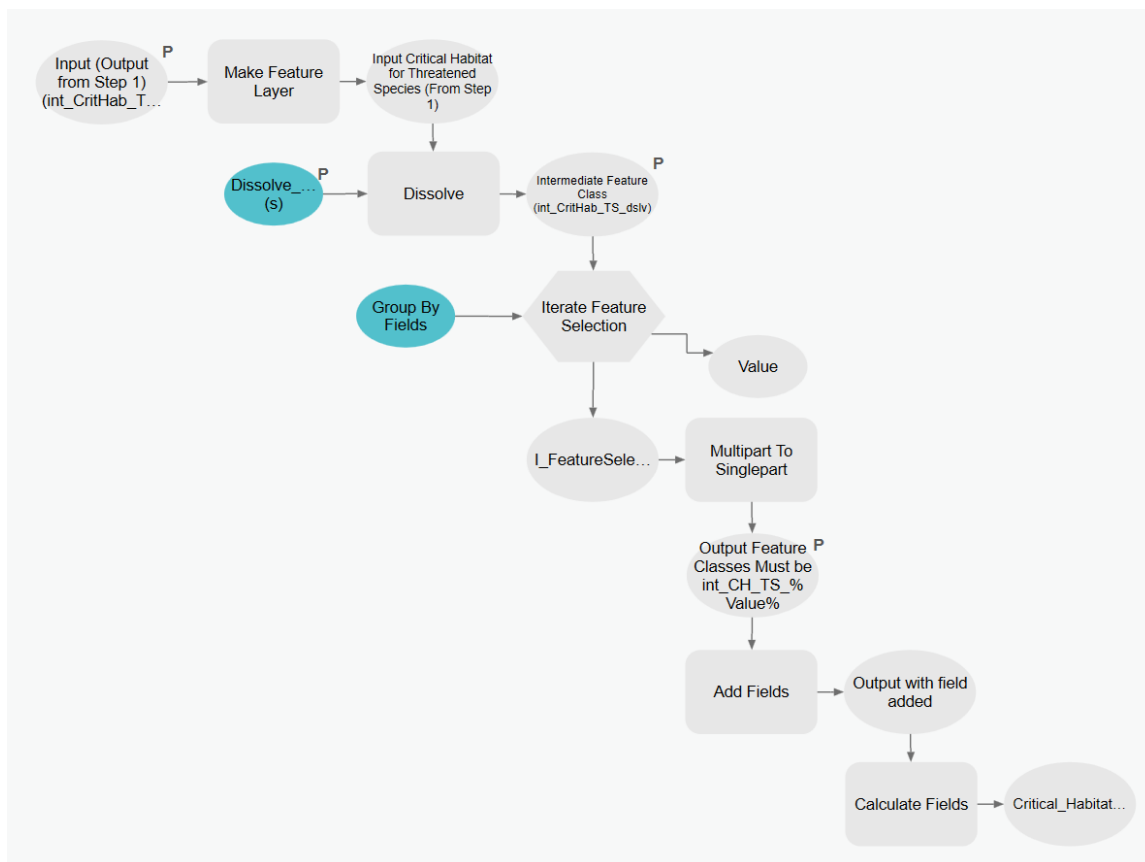 P
Input (Output
from Step 1)
(int_CritHab_T...
Make Feature
Layer
Input Critical Habitat
for Threatened
Species (From Step
1)
P
Dissolve_...
(s)
Dissolve
P
Intermediate Feature
Class
(int_CritHab_TS_dslv)
Group By
Fields
Iterate Feature
Selection
Value
I_FeatureSele...
Multipart To
Singlepart
P
Output Feature
Classes Must be
int_CH_TS_%
Value%
Add Fields
Output with field
added
Calculate Fields
Critical_Habitat...